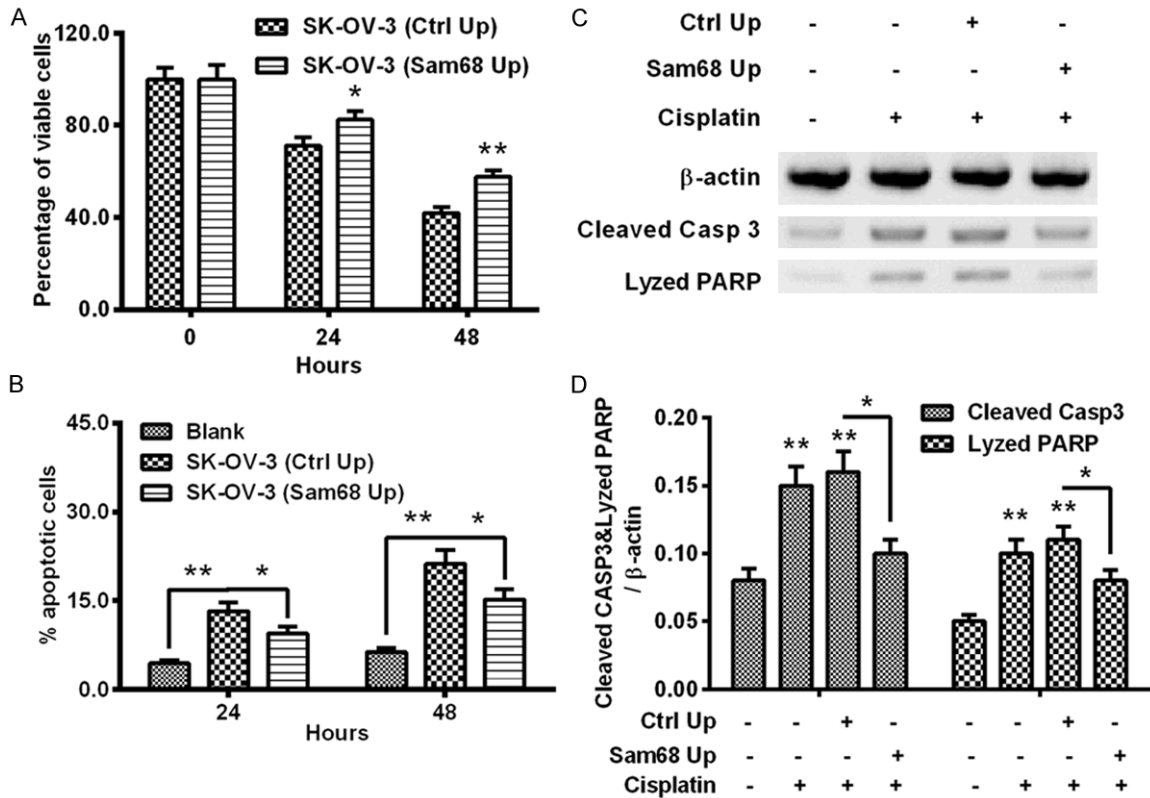 A
Percentage of viable cells
120.0
80.0
40.0
0.0
SK-OV-3 (Ctrl Up)
SK-OV-3 (Sam68 Up)
*
**
0 24 48
Hours
B
% apoptotic cells
45.0
30.0
15.0
0.0
Blank
SK-OV-3 (Ctrl Up)
SK-OV-3 (Sam68 Up)
** *
** *
24 48
Hours
C
Ctrl Up - - + -
Sam68 Up - - - +
Cisplatin - + + +
β-actin
Cleaved Casp 3
Lyzed PARP
D
Cleaved CASP3&Lyzed PARP
/ β-actin
0.20
0.15
0.10
0.05
0.00
Cleaved Casp3
Lyzed PARP
** ** *
** ** *
Ctrl Up - - + - - - + -
Sam68 Up - - - + - - - +
Cisplatin - + + + - + + +